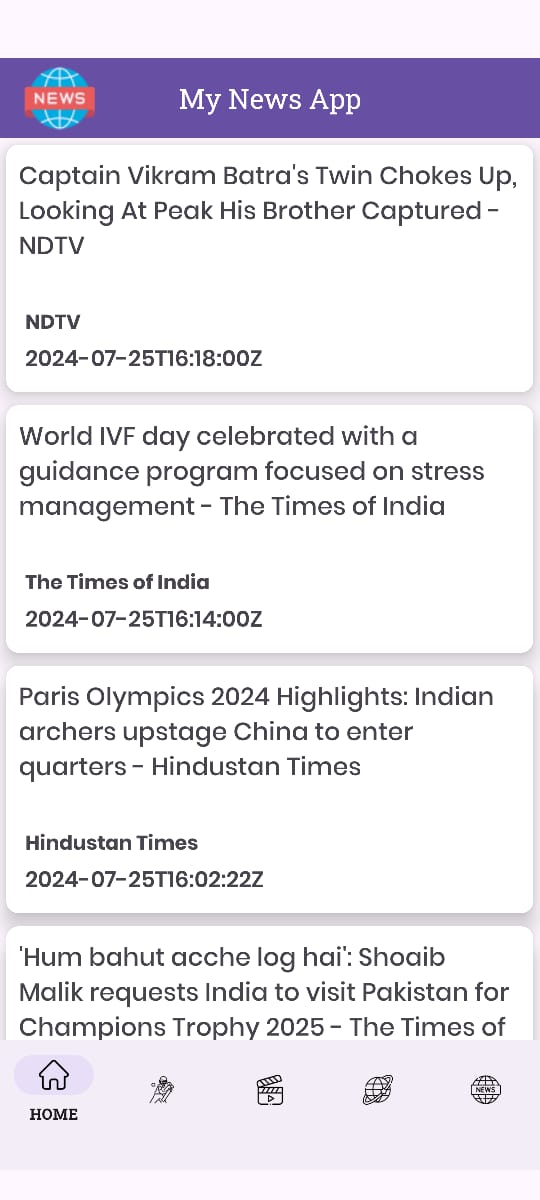 NEWS
My News App
Captain Vikram Batra's Twin Chokes Up,
Looking At Peak His Brother Captured -
NDTV
NDTV
2024-07-25T16:18:00Z
World IVF day celebrated with a
guidance program focused on stress
management - The Times of India
The Times of India
2024-07-25T16:14:00Z
Paris Olympics 2024 Highlights: Indian
archers upstage China to enter
quarters - Hindustan Times
Hindustan Times
2024-07-25T16:02:22Z
'Hum bahut acche log hai': Shoaib
Malik requests India to visit Pakistan for
Champions Trophy 2025 - The Times of
NEWS
HOME